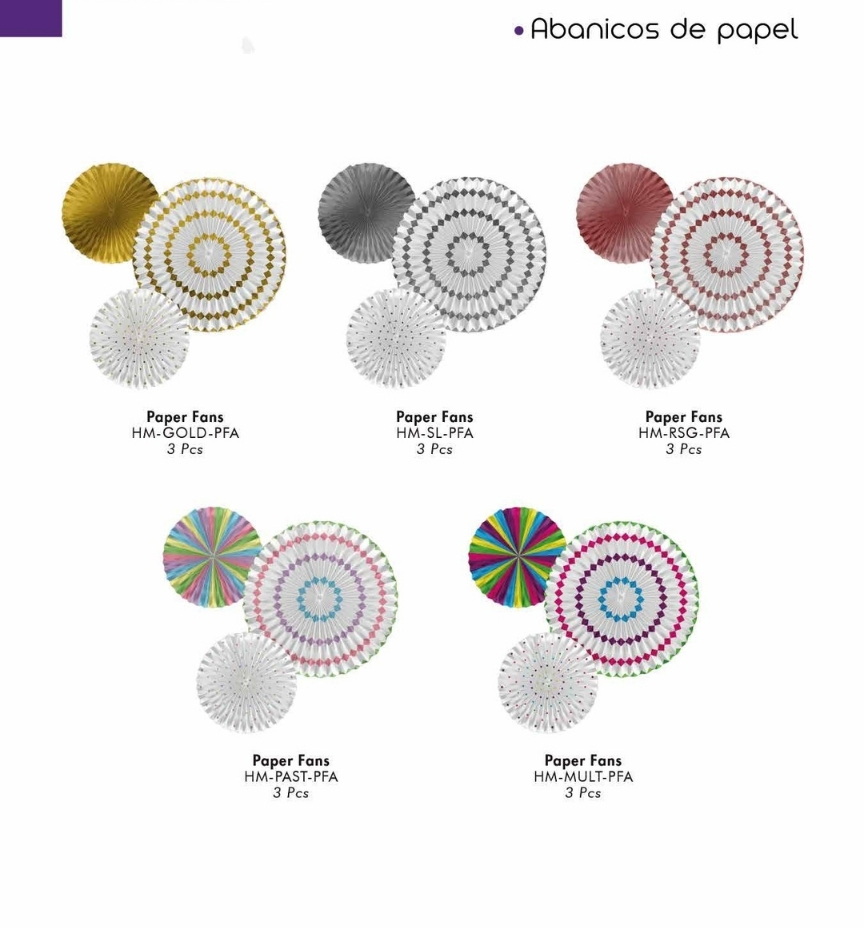 • Abanicos de papel
Paper Fans
HM-GOLD-PFA
3 Pcs
Paper Fans
HM-SL-PFA
3 Pcs
Paper Fans
HM-RSG-PFA
3 Pcs
Paper Fans
HM-PAST-PFA
3 Pcs
Paper Fans
HM-MULT-PFA
3 Pcs